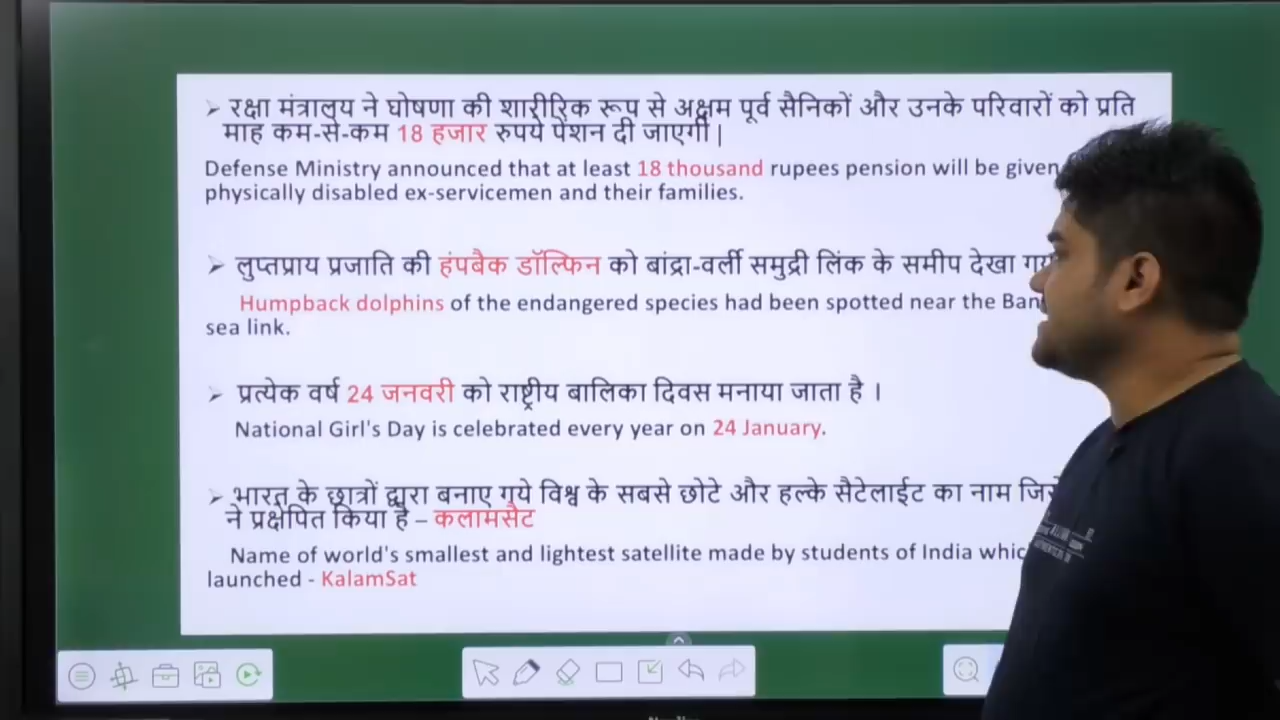 ➢ रक्षा मंत्रालय ने घोषणा की शारीरिक रूप से अक्षम पूर्व सैनिकों और उनके परिवारों को प्रति
माह कम-से-कम 18 हजार रुपये पेंशन दी जाएगी |
Defense Ministry announced that at least 18 thousand rupees pension will be given
physically disabled ex-servicemen and their families.
➢ लुप्तप्राय प्रजाति की हंपबैक डॉल्फिन को बांद्रा-वर्ली समुद्री लिंक के समीप देखा
Humpback dolphins of the endangered species had been spotted near the
sea link.
➢ प्रत्येक वर्ष 24 जनवरी को राष्ट्रीय बालिका दिवस मनाया जाता है ।
National Girl's Day is celebrated every year on 24 January.
➢ भारत के छात्रों द्वारा बनाए गये विश्व के सबसे छोटे और हल्के सैटेलाईट का नाम
ने प्रक्षेपित किया है – कलामसैट
Name of world's smallest and lightest satellite made by students of India
launched - KalamSat